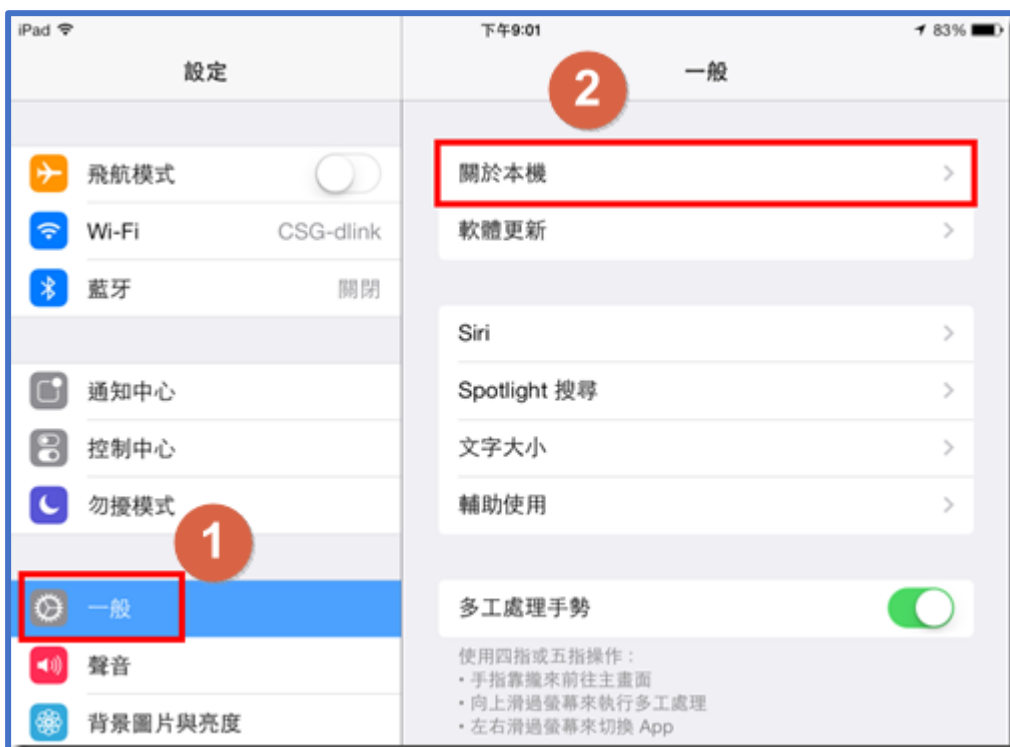 iPad
下午9:01
83%
設定
一般
2
飛航模式
Wi-Fi
CSG-dlink
藍牙
關閉
通知中心
控制中心
勿擾模式
1
一般
聲音
背景圖片與亮度
關於本機
軟體更新
Siri
Spotlight 搜尋
文字大小
輔助使用
多工處理手勢
使用四指或五指操作：
• 手指靠攏來前往主畫面
• 向上滑過螢幕來執行多工處理
• 左右滑過螢幕來切換 App